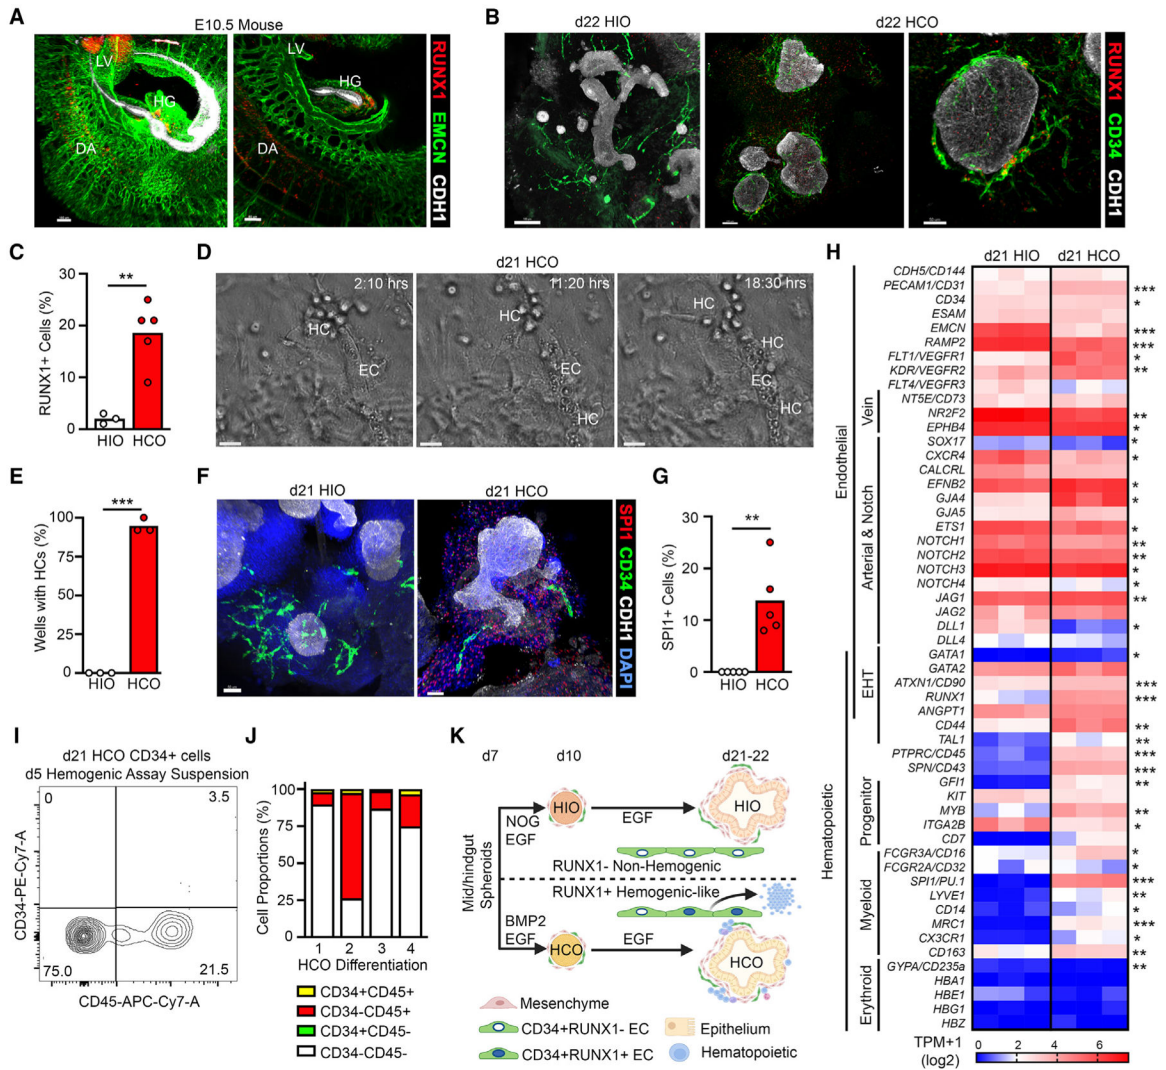 A
E10.5 Mouse
LV
HG
DA
LV
HG
DA
RUNX1 EMCN CDH1
B
d22 HIO
d22 HCO
RUNX1 CD34 CDH1
C
RUNX1+ Cells (%)
30
20
10
0
**
HIO HCO
D
d21 HCO
2:10 hrs
HC
EC
11:20 hrs
HC
EC
HC
18:30 hrs
HC
HC
EC
HC
E
Wells with HCs (%)
100
75
50
25
0
***
HIO HCO
F
d21 HIO
d21 HCO
SPI1 CD34 CDH1 DAPI
G
SPI1+ Cells (%)
30
20
10
0
**
HIO HCO
H
d21 HIO d21 HCO
Endothelial
Vein
Arterial & Notch
Hematopoietic
EHT
Progenitor
Myeloid
Erythroid
CDH5/CD144
PECAM1/CD31 ***
CD34 *
ESAM
EMCN ***
RAMP2 ***
FLT1/VEGFR1 *
KDR/VEGFR2 **
FLT4/VEGFR3
NT5E/CD73
NR2F2 **
EPHB4 *
SOX17 *
CXCR4 *
CALCRL
EFNB2 *
GJA4 *
GJA5
ETS1 *
NOTCH1 **
NOTCH2 **
NOTCH3 *
NOTCH4 *
JAG1 **
JAG2
DLL1 *
DLL4
GATA1 *
GATA2
ATXN1/CD90 ***
RUNX1 ***
ANGPT1
CD44 **
TAL1 **
PTPRC/CD45 ***
SPN/CD43 ***
GFI1 **
KIT
MYB **
ITGA2B *
CD7
FCGR3A/CD16 *
FCGR2A/CD32 *
SPI1/PU.1 ***
LYVE1 **
CD14 *
MRC1 ***
CX3CR1 *
CD163 **
GYPA/CD235a **
HBA1
HBE1
HBG1
HBZ
TPM+1
(log2)
0 2 4 6
I
d21 HCO CD34+ cells
d5 Hemogenic Assay Suspension
0
3.5
75.0
21.5
CD34-PE-Cy7-A
CD45-APC-Cy7-A
J
Cell Proportions (%)
100
75
50
25
0
1 2 3 4
HCO Differentiation
CD34+CD45+
CD34-CD45+
CD34+CD45-
CD34-CD45-
K
d7
d10
d21-22
Mid/hindgut
Spheroids
NOG
EGF
HIO
EGF
HIO
RUNX1- Non-Hemogenic
RUNX1+ Hemogenic-like
BMP2
EGF
HCO
EGF
HCO
Mesenchyme
CD34+RUNX1- EC
CD34+RUNX1+ EC
Epithelium
Hematopoietic